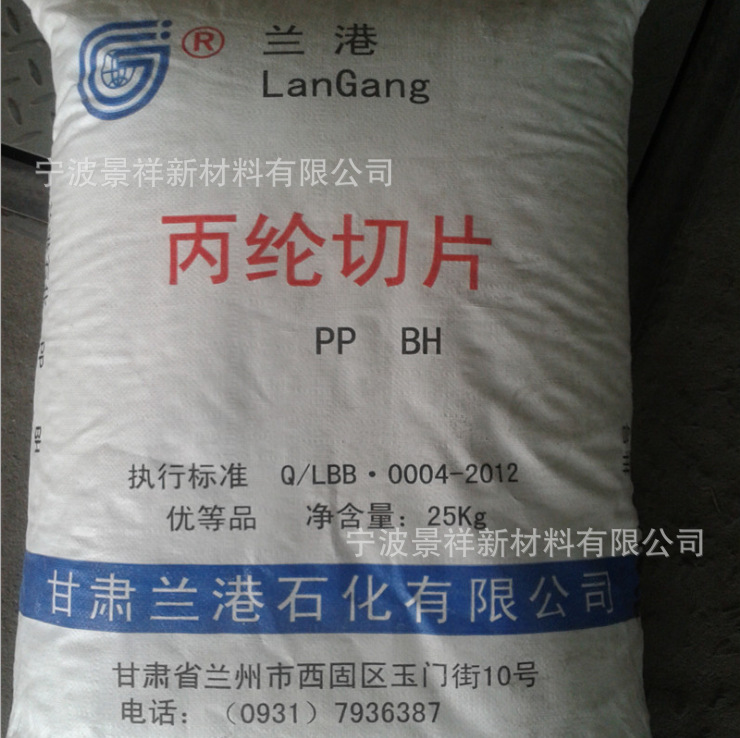 ® 兰港
LanGang
宁波景祥新材料有限公司
丙纶切片
PP BH
PP
BH
执行标准 Q/LBB·0004-2012
优等品 净含量：25Kg
宁波景祥新材料有限公司
甘肃兰港石化有限公司
甘肃省兰州市西固区玉门街10号
电话：（0931）7936387